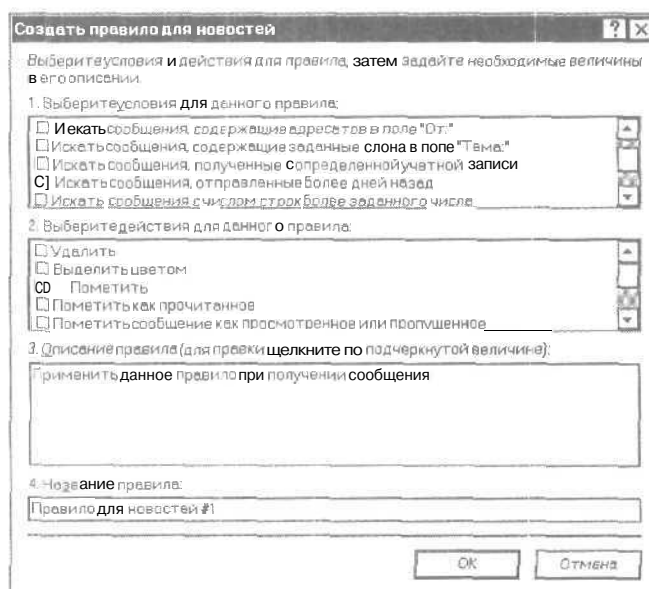 Создать правило для новостей
Выберите условия и действия для правила, затем задайте необходимые величины
в его описании.
1. Выберите условия для данного правила:
Иекать сообщения, содержащие адресатов в поле "От:"
Искать сообщения, содержащие заданные слона в попе "Тема:"
Искать сообщения, полученные с определенной учетной записи
С] Искать сообщения, отправленные более дней назад
Искать сообщения с числом строк более заданного числа
2. Выберите действия для данного правила:
Удалить
Выделить цветом
CD Пометить
Пометить как прочитанное
Пометить сообщение как просмотренное или пропущенное
3. Описание правила (для правки щелкните по подчеркнутой величине):
Применить данное правило при получении сообщения
4. Название правила:
Правило для новостей #1
OK Отмена